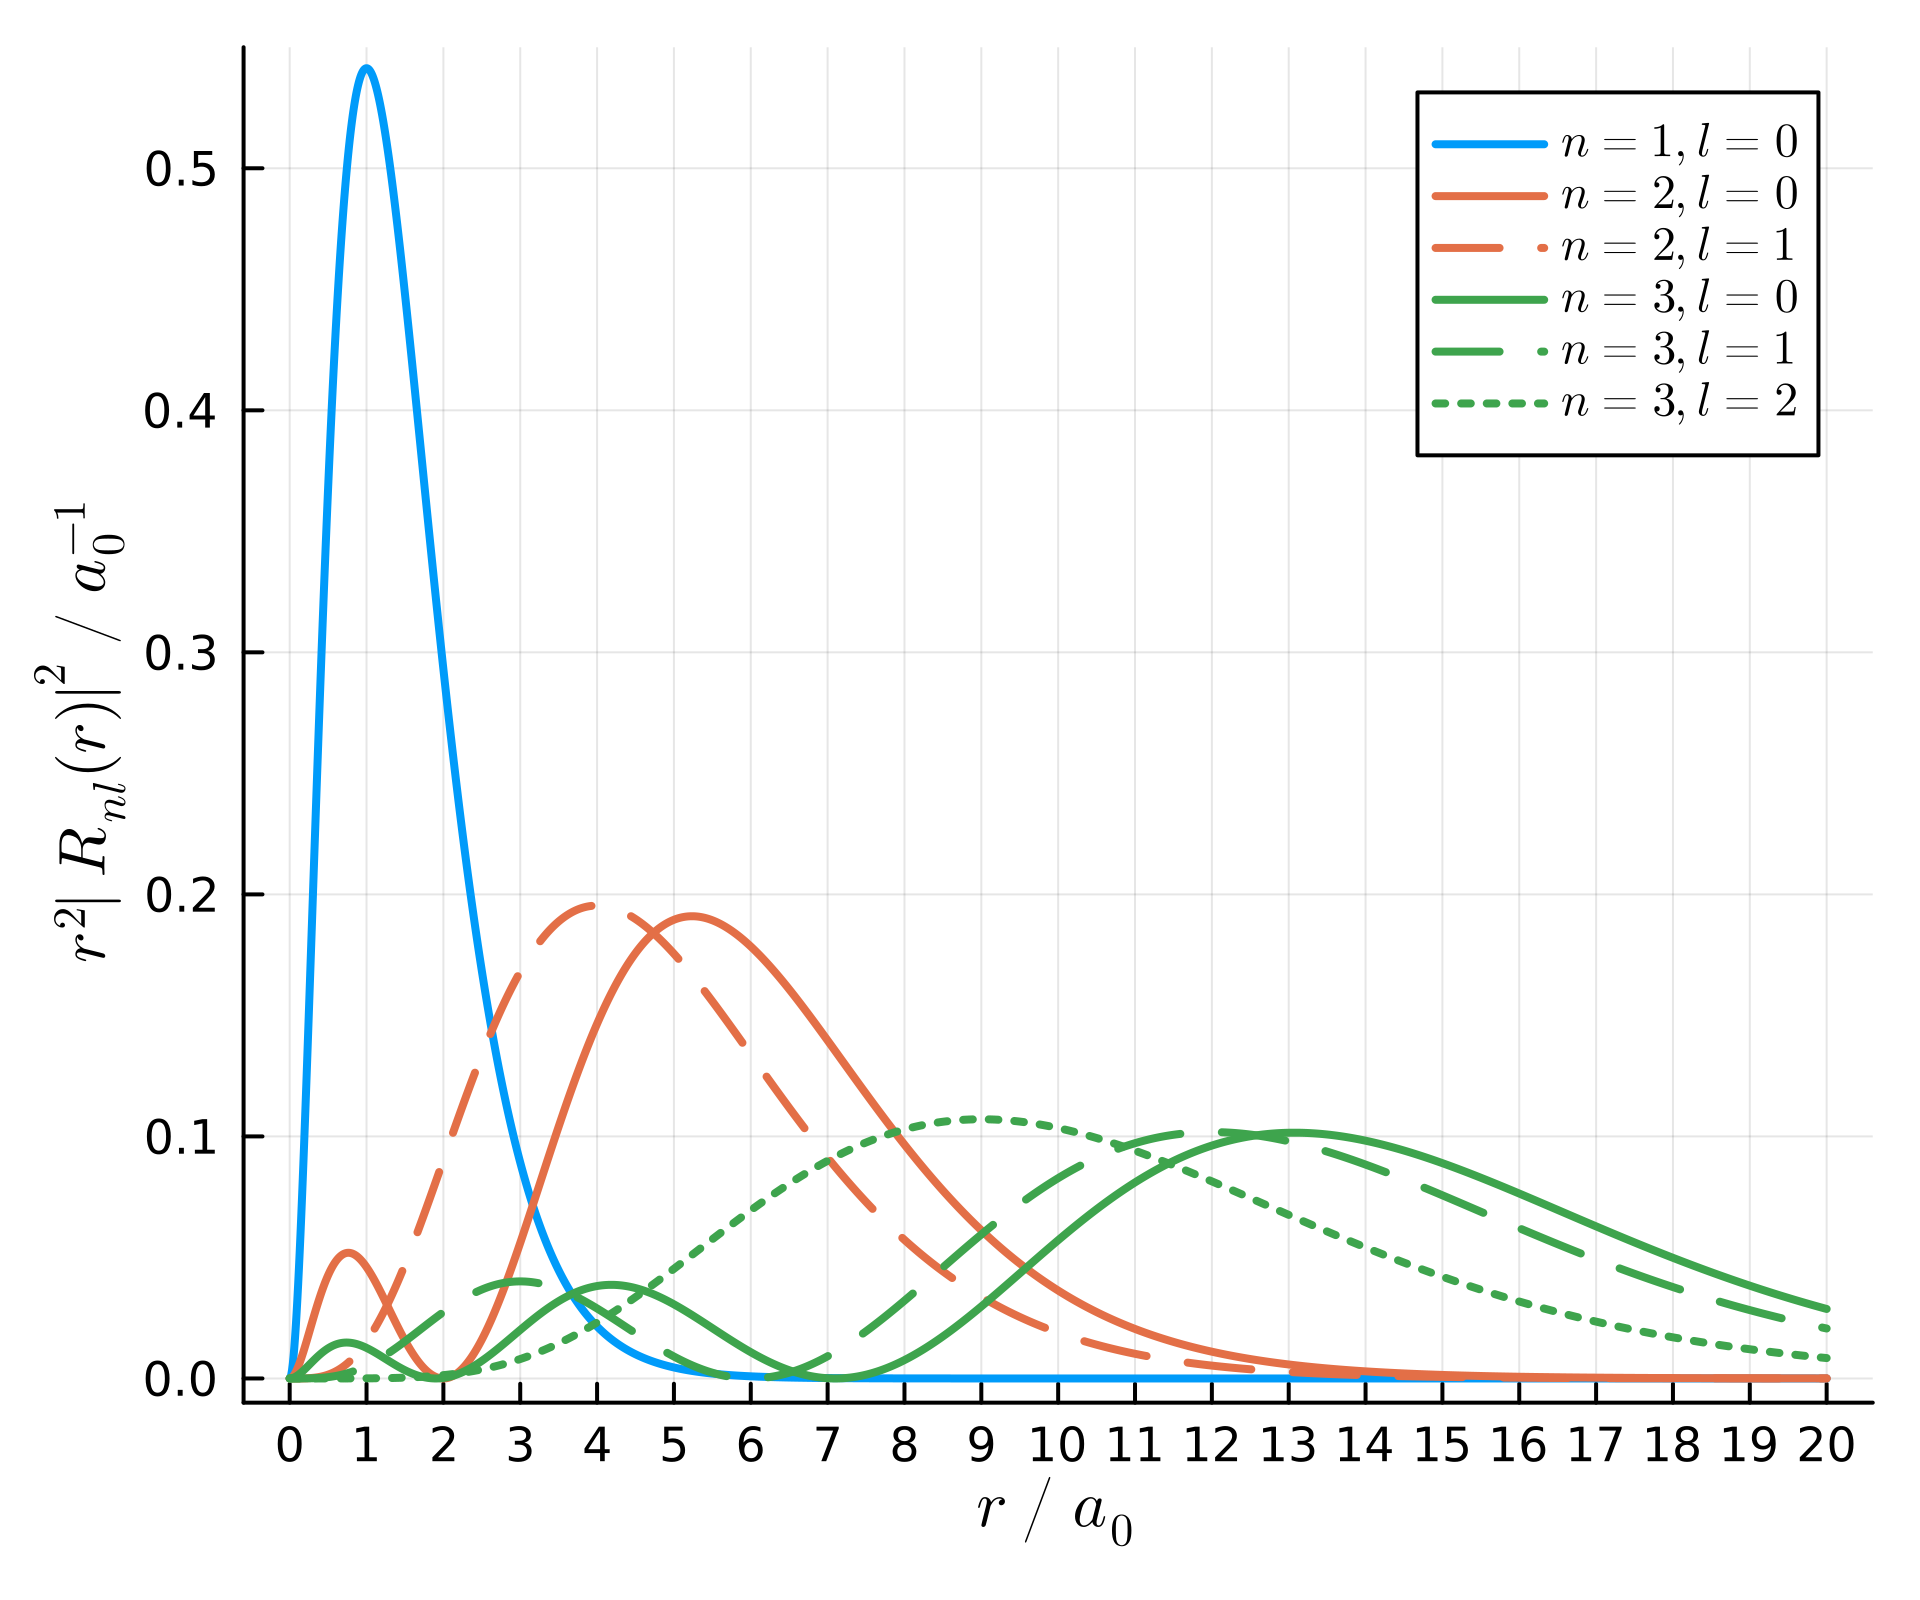 r²| R_{nl}(r)|² / a₀⁻¹
0.5
0.4
0.3
0.2
0.1
0.0
n = 1, l = 0
n = 2, l = 0
n = 2, l = 1
n = 3, l = 0
n = 3, l = 1
n = 3, l = 2
0 1 2 3 4 5 6 7 8 9 10 11 12 13 14 15 16 17 18 19 20
r / a₀